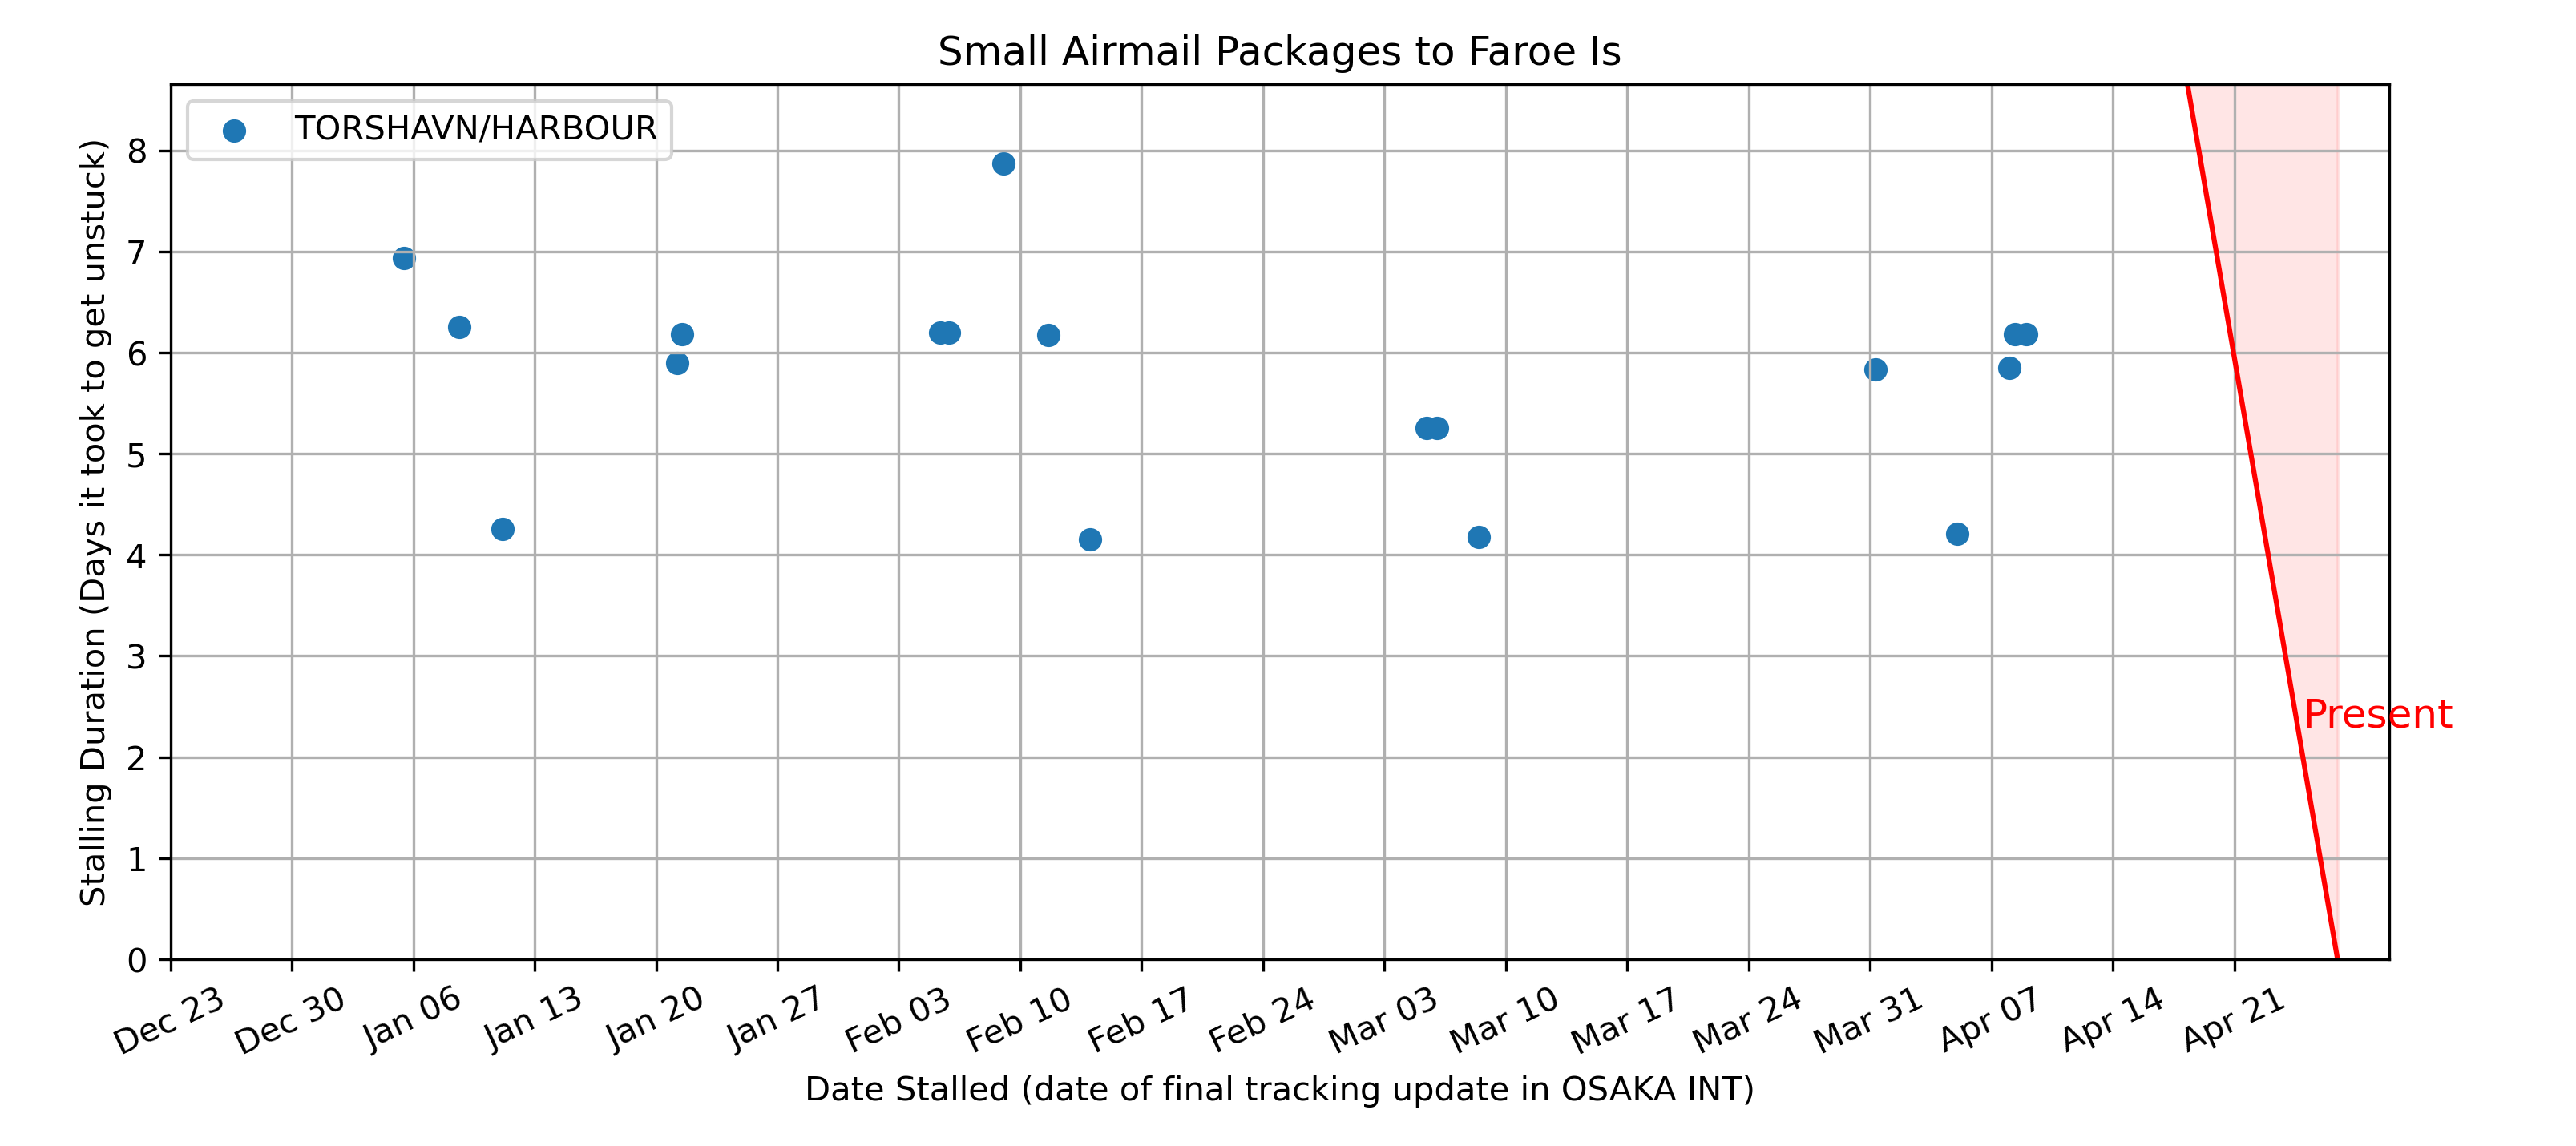 Small Airmail Packages to Faroe Is
TORSHAVN/HARBOUR
Stalling Duration (Days it took to get unstuck)
8
7
6
5
4
3
2
1
0
Present
Dec 23
Dec 30
Jan 06
Jan 13
Jan 20
Jan 27
Feb 03
Feb 10
Feb 17
Feb 24
Mar 03
Mar 10
Mar 17
Mar 24
Mar 31
Apr 07
Apr 14
Apr 21
Date Stalled (date of final tracking update in OSAKA INT)